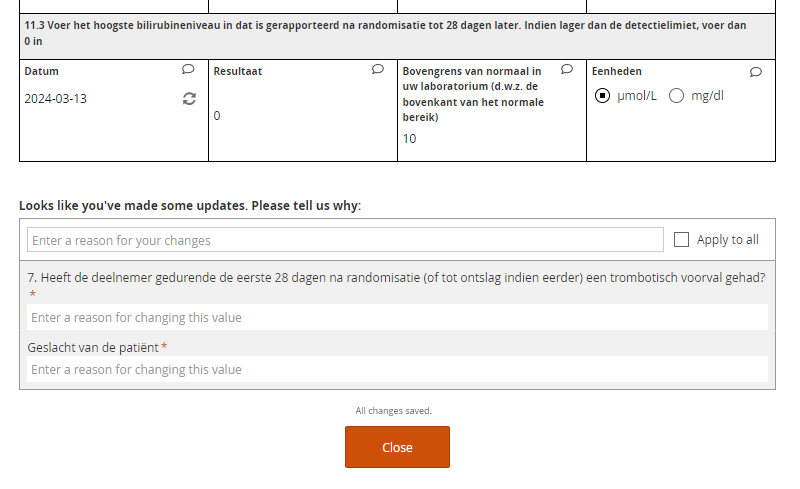 11.3 Voer het hoogste bilirubineniveau in dat is gerapporteerd na randomisatie tot 28 dagen later. Indien lager dan de detectielimiet, voer dan
0 in
Datum
2024-03-13
Resultaat
0
Bovengrens van normaal in
uw laboratorium (d.w.z. de
bovenkant van het normale
bereik)
10
Eenheden
µmol/L mg/dl
Looks like you've made some updates. Please tell us why:
Enter a reason for your changes
Apply to all
7. Heeft de deelnemer gedurende de eerste 28 dagen na randomisatie (of tot ontslag indien eerder) een trombotisch voorval gehad?
*
Enter a reason for changing this value
Geslacht van de patiënt *
Enter a reason for changing this value
All changes saved.
Close